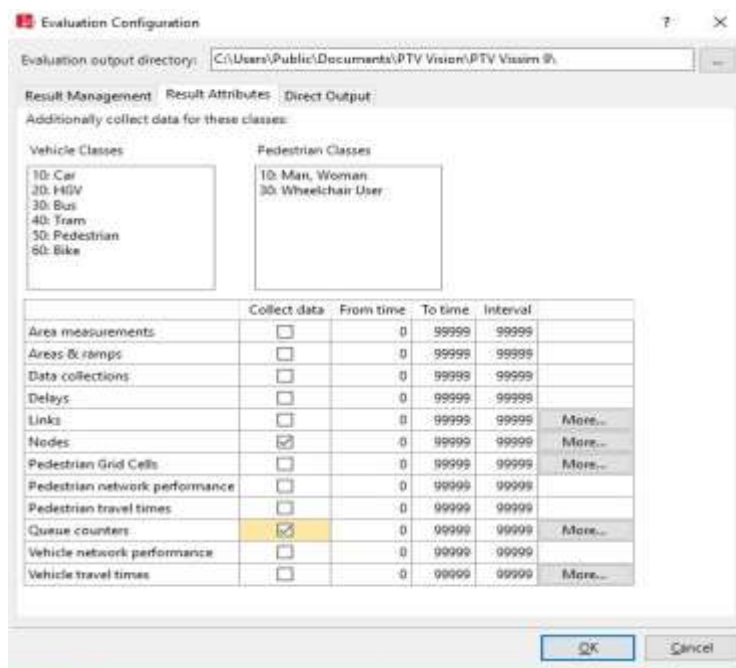 Evaluation Configuration ? ×
Evaluation output directory: C:\Users\Public\Documents\PTV Vision\PTV Vissim 9\ ...
Result Management Result Attributes Direct Output
Additionally collect data for these classes:
Vehicle Classes Pedestrian Classes
10: Car 10: Man, Woman
20: HGV 30: Wheelchair User
30: Bus
40: Tram
50: Pedestrian
60: Bike
Collect data From time To time Interval
Area measurements 0 99999 99999
Areas & ramps 0 99999 99999
Data collections 0 99999 99999
Delays 0 99999 99999
Links 0 99999 99999 More...
Nodes 0 99999 99999 More...
Pedestrian Grid Cells 0 99999 99999 More...
Pedestrian network performance 0 99999 99999
Pedestrian travel times 0 99999 99999
Queue counters 0 99999 99999 More...
Vehicle network performance 0 99999 99999
Vehicle travel times 0 99999 99999 More...
OK Cancel